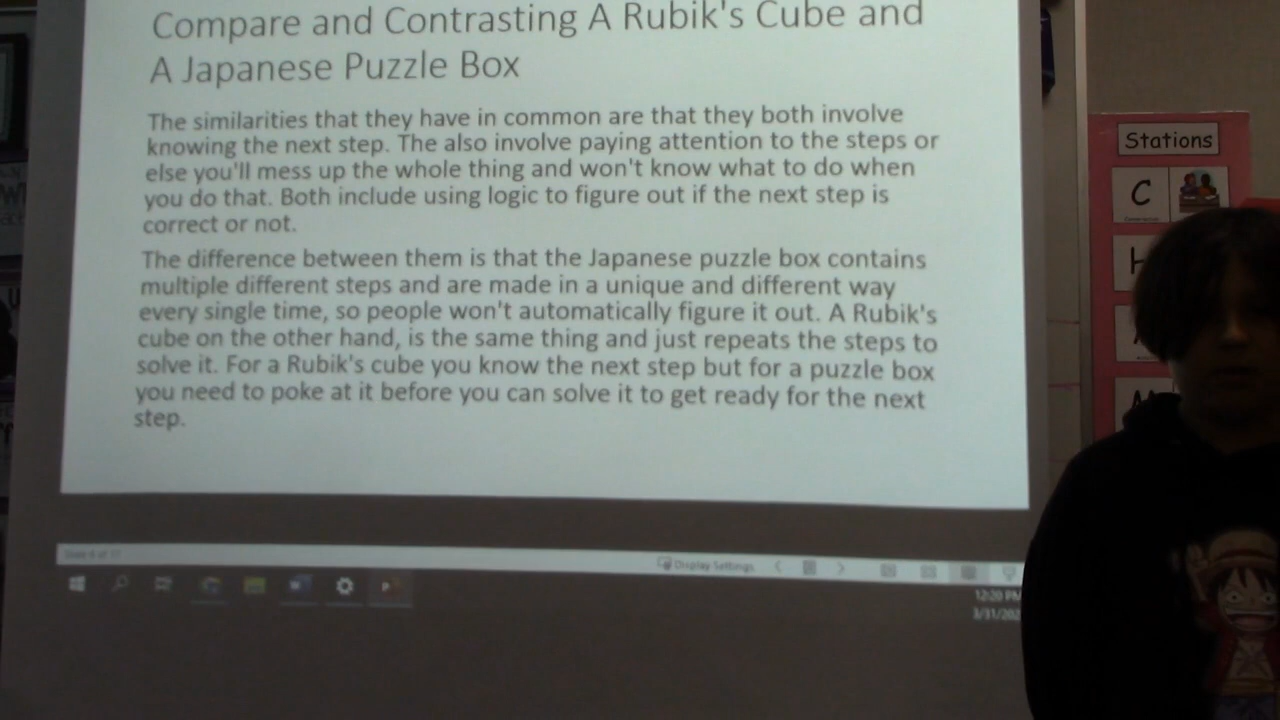 Compare and Contrasting A Rubik's Cube and
A Japanese Puzzle Box
The similarities that they have in common are that they both involve
knowing the next step. The also involve paying attention to the steps or
else you'll mess up the whole thing and won't know what to do when
you do that. Both include using logic to figure out if the next step is
correct or not.
The difference between them is that the Japanese puzzle box contains
multiple different steps and are made in a unique and different way
every single time, so people won't automatically figure it out. A Rubik's
cube on the other hand, is the same thing and just repeats the steps to
solve it. For a Rubik's cube you know the next step but for a puzzle box
you need to poke at it before you can solve it to get ready for the next
step.
Display Settings
12:20 PM
Stations
C
H